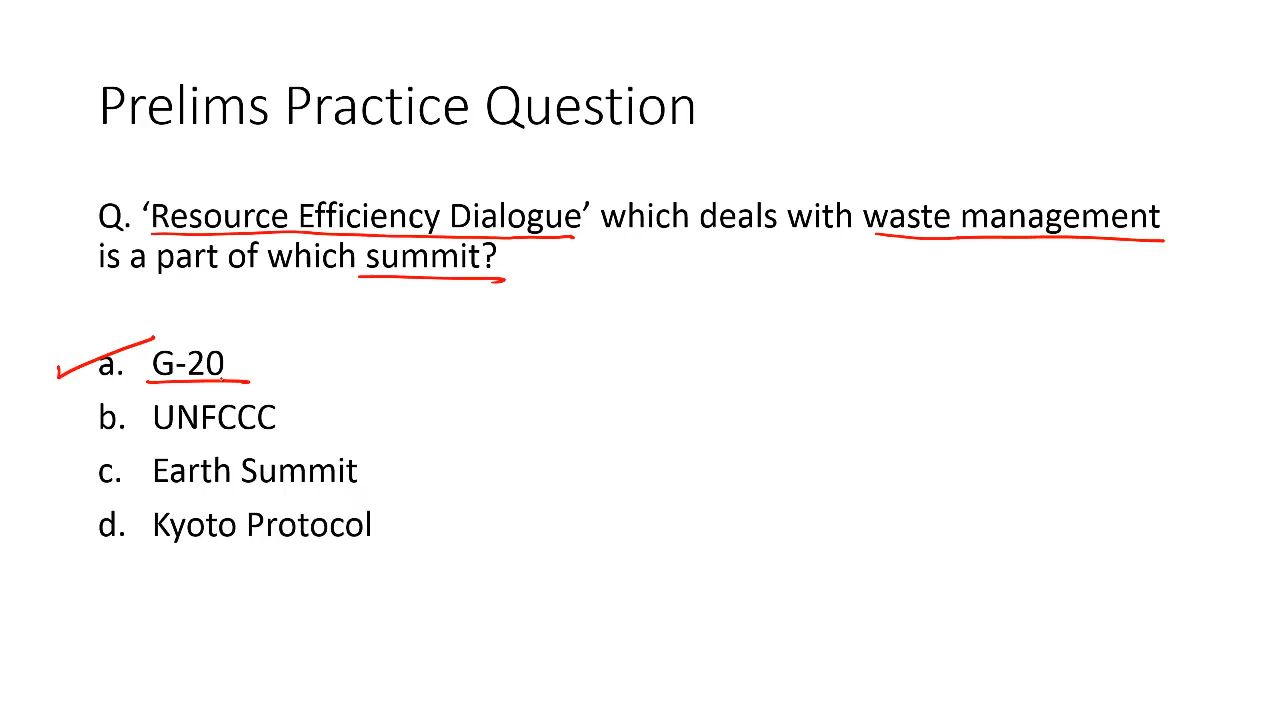 Prelims Practice Question
Q. ‘Resource Efficiency Dialogue’ which deals with waste management
is a part of which summit?
a. G-20
b. UNFCCC
c. Earth Summit
d. Kyoto Protocol